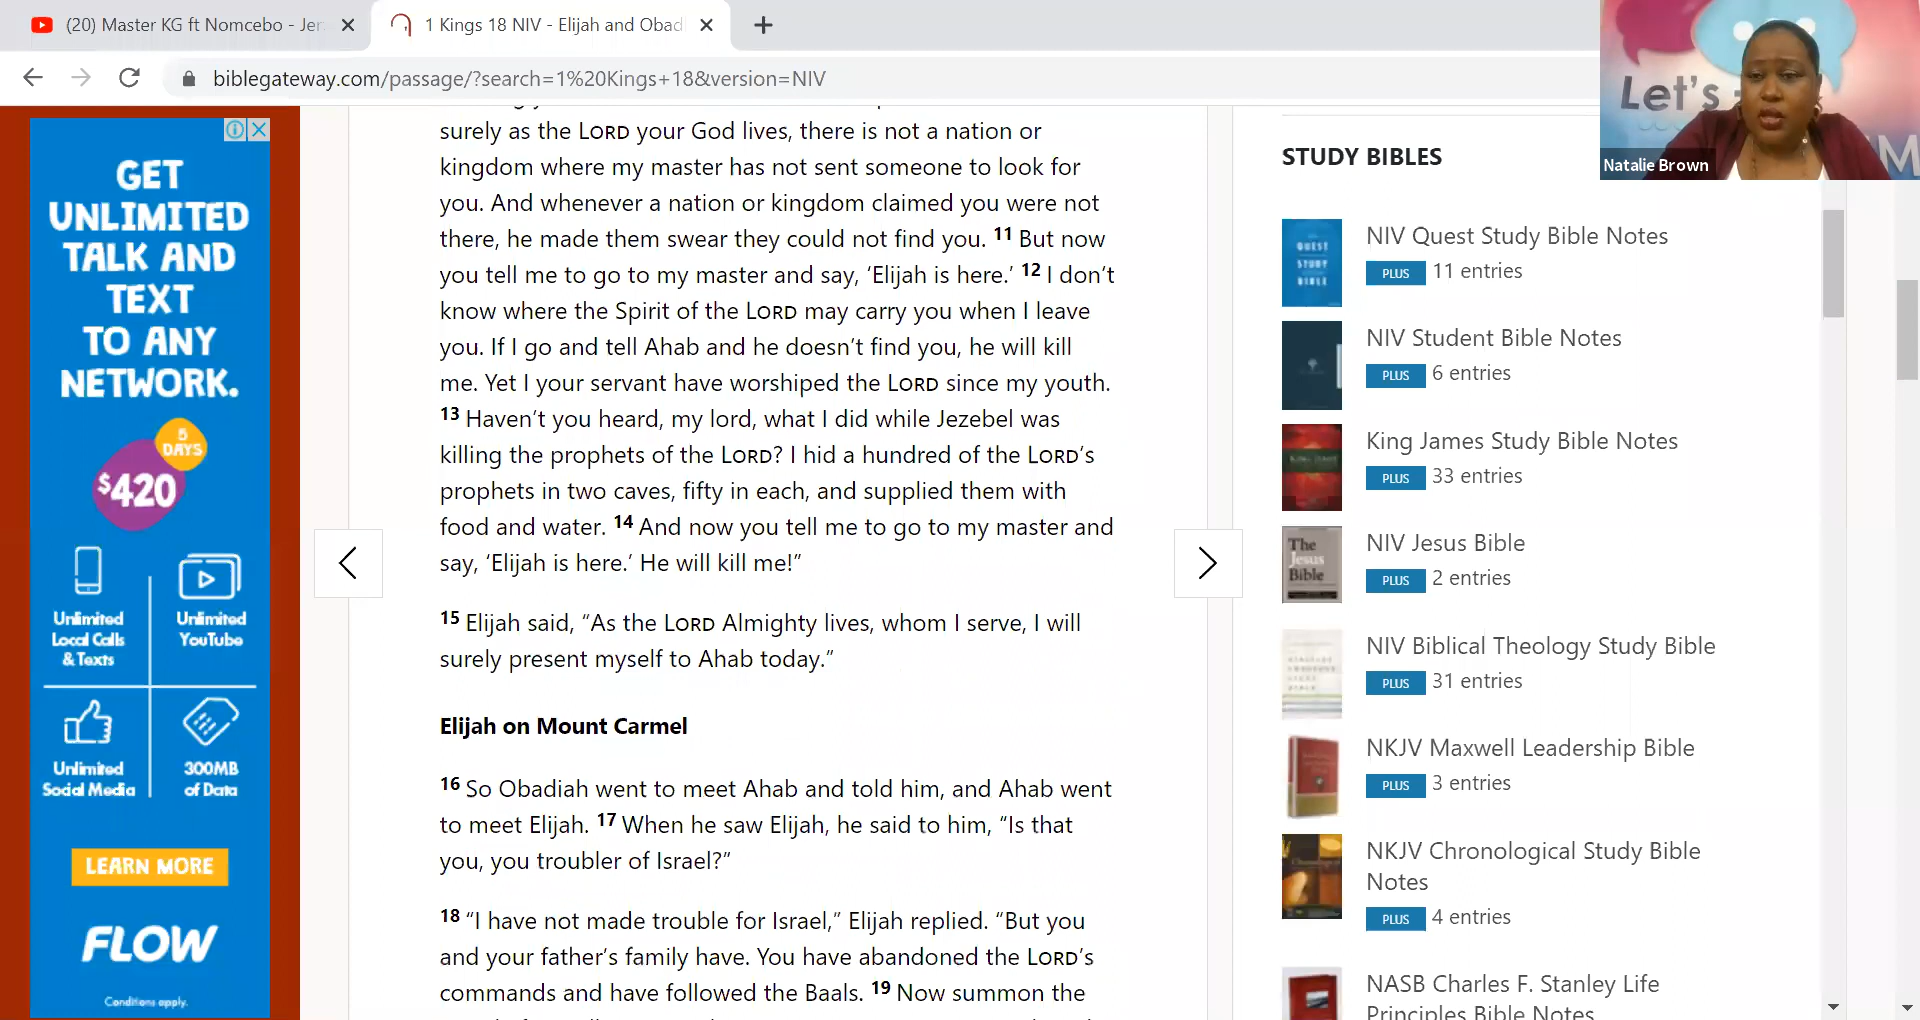 (20) Master KG ft Nomcebo - Jer
1 Kings 18 NIV - Elijah and Obad
biblegateway.com/passage/?search=1%20Kings+18&version=NIV
Let's
M
Natalie Brown
GET
UNLIMITED
TALK AND
TEXT
TO ANY
NETWORK.
5
DAYS
$420
Unlimited
Local Calls
& Texts
Unlimited
YouTube
Unlimited
Social Media
300MB
of Data
LEARN MORE
FLOW
Conditions apply.
surely as the LORD your God lives, there is not a nation or
kingdom where my master has not sent someone to look for
you. And whenever a nation or kingdom claimed you were not
there, he made them swear they could not find you. 11 But now
you tell me to go to my master and say, ‘Elijah is here.’ 12 I don’t
know where the Spirit of the LORD may carry you when I leave
you. If I go and tell Ahab and he doesn’t find you, he will kill
me. Yet I your servant have worshiped the LORD since my youth.
13 Haven’t you heard, my lord, what I did while Jezebel was
killing the prophets of the LORD? I hid a hundred of the LORD’s
prophets in two caves, fifty in each, and supplied them with
food and water. 14 And now you tell me to go to my master and
say, ‘Elijah is here.’ He will kill me!”
15 Elijah said, “As the LORD Almighty lives, whom I serve, I will
surely present myself to Ahab today.”
Elijah on Mount Carmel
16 So Obadiah went to meet Ahab and told him, and Ahab went
to meet Elijah. 17 When he saw Elijah, he said to him, “Is that
you, you troubler of Israel?”
18 “I have not made trouble for Israel,” Elijah replied. “But you
and your father’s family have. You have abandoned the LORD’s
commands and have followed the Baals. 19 Now summon the
STUDY BIBLES
QUEST
STUDY
BIBLE
NIV Quest Study Bible Notes
PLUS 11 entries
NIV Student Bible Notes
PLUS 6 entries
King James Study Bible Notes
PLUS 33 entries
The
Jesus
Bible
NIV Jesus Bible
PLUS 2 entries
NIV Biblical Theology Study Bible
PLUS 31 entries
NKJV Maxwell Leadership Bible
PLUS 3 entries
NKJV Chronological Study Bible
Notes
PLUS 4 entries
NASB Charles F. Stanley Life
Principles Bible Notes